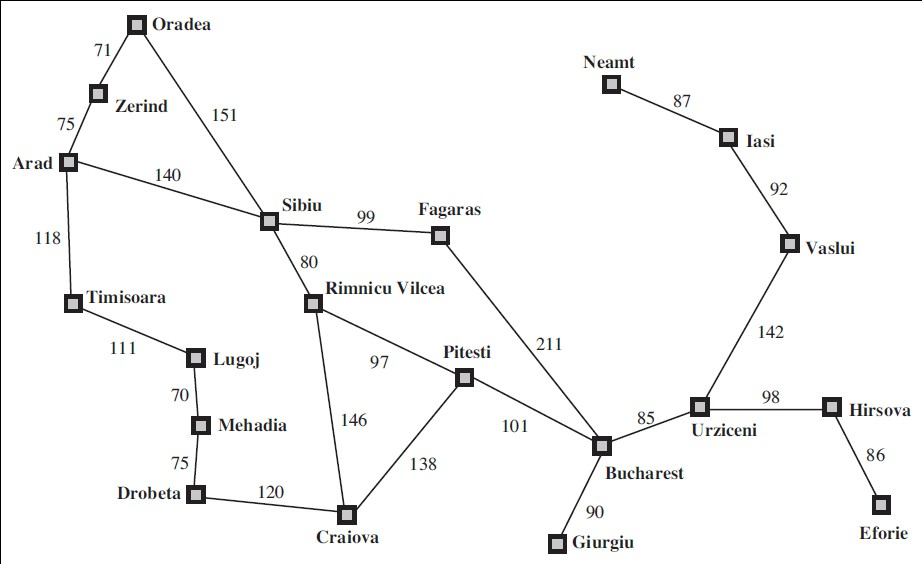 Oradea
71
Neamt
87
Zerind
151
75
Iasi
Arad
140
92
Sibiu
99
Fagaras
118
Vaslui
80
Rimnicu Vilcea
Timisoara
142
111
211
Lugoj
97
Pitesti
70
98
Hirsova
146
101
85
Urziceni
Mehadia
86
75
138
Bucharest
Drobeta
120
90
Craiova
Giurgiu
Eforie